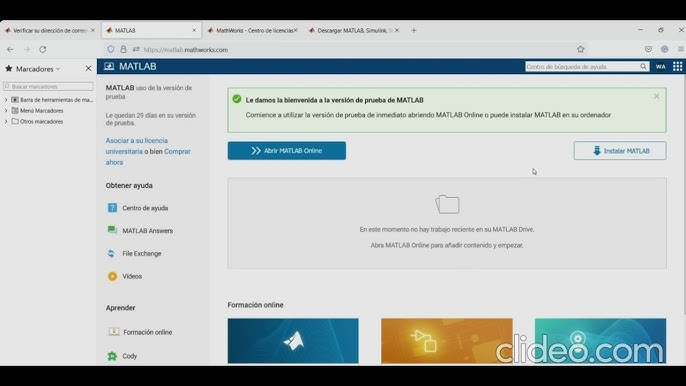 Verificar su dirección de correo
MATLAB
MathWorks - Centro de licencias
Descargar MATLAB, Simulink, S
https://matlab.mathworks.com
Marcadores
MATLAB
Centro de búsqueda de ayuda
WA
Buscar marcadores
Barra de herramientas de ma...
Menú Marcadores
Otros marcadores
MATLAB uso de la versión de
prueba
Le quedan 29 días en su versión
de prueba.
Asociar a su licencia
universitaria o bien Comprar
ahora
Le damos la bienvenida a la versión de prueba de MATLAB
Comience a utilizar la versión de prueba de inmediato abriendo MATLAB Online o puede instalar MATLAB en su ordenador
Abrir MATLAB Online
Instalar MATLAB
Obtener ayuda
Centro de ayuda
MATLAB Answers
File Exchange
Vídeos
En este momento no hay trabajo reciente en su MATLAB Drive.
Abra MATLAB Online para añadir contenido y empezar.
Aprender
Formación online
Cody
Formación online
clideo.com